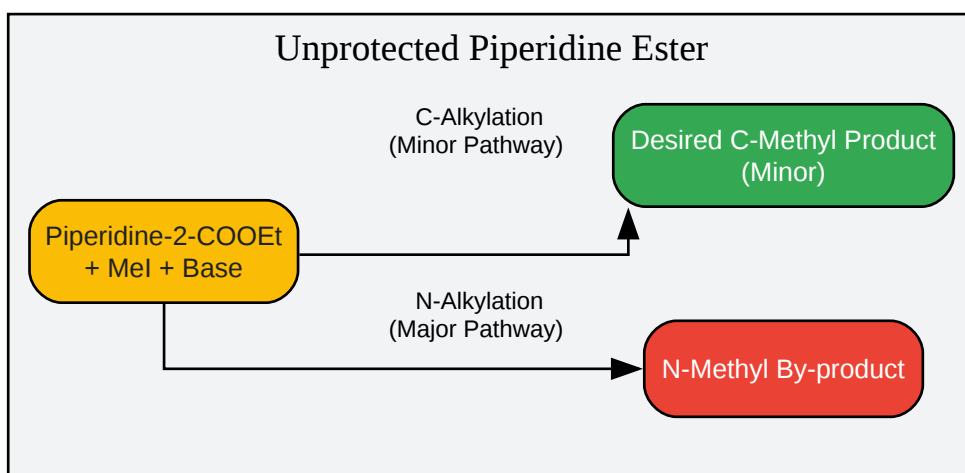 Unprotected Piperidine Ester
C-Alkylation
(Minor Pathway)
Desired C-Methyl Product
(Minor)
Piperidine-2-COOEt
+ MeI + Base
N-Alkylation
(Major Pathway)
N-Methyl By-product